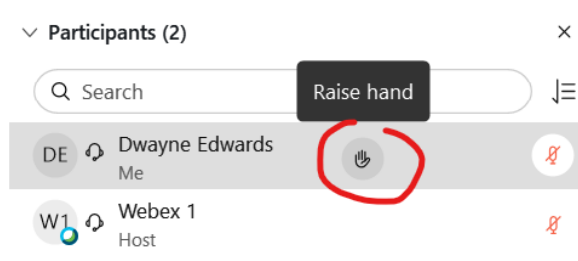 Participants (2)
Search
Raise hand
DE Dwayne Edwards
Me
W1 Webex 1
Host